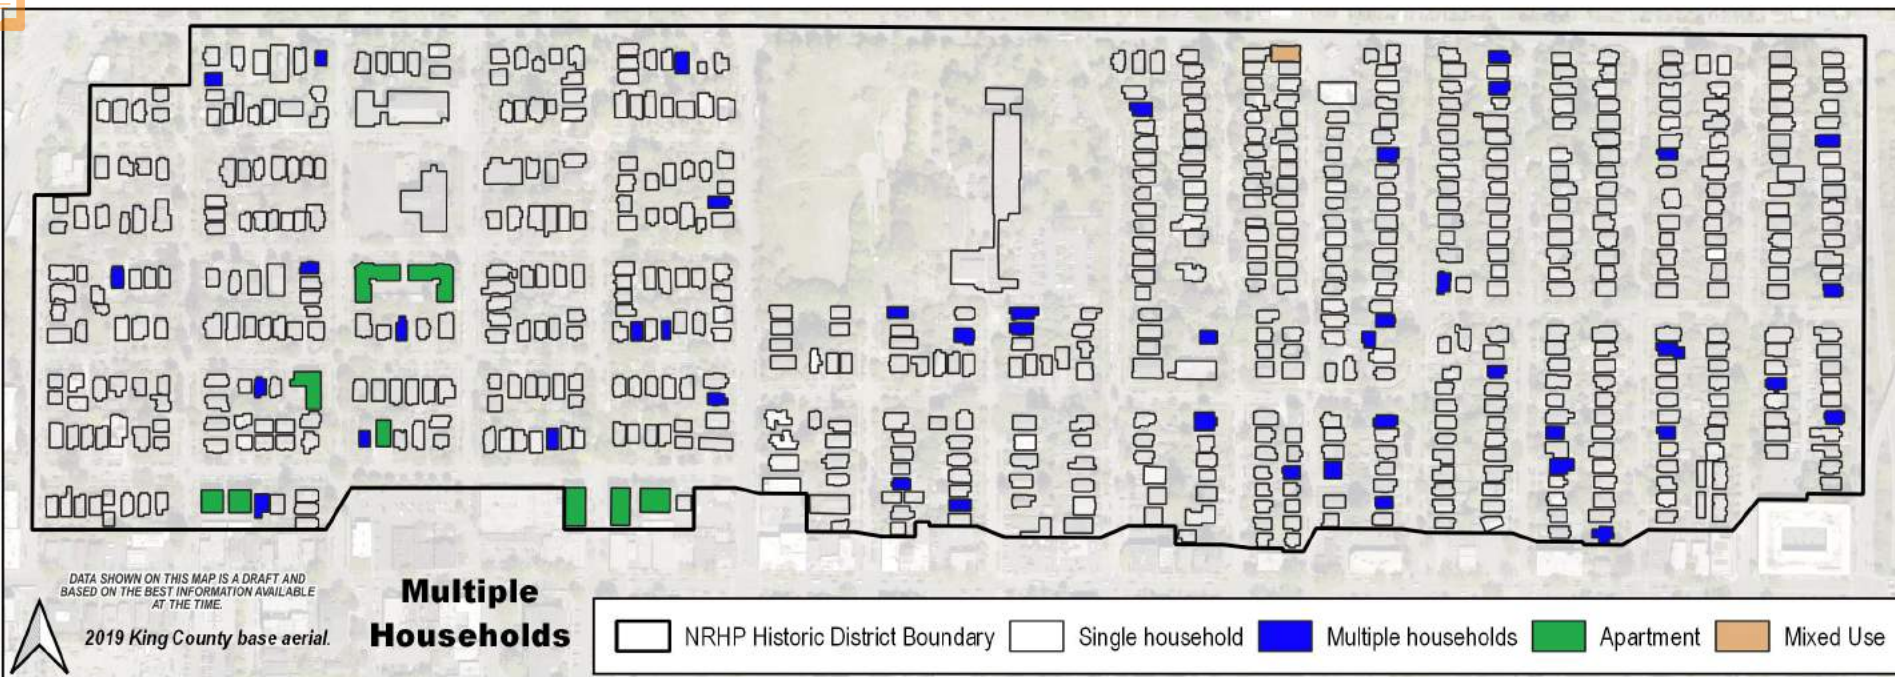 DATA SHOWN ON THIS MAP IS A DRAFT AND
BASED ON THE BEST INFORMATION AVAILABLE
AT THE TIME.
2019 King County base aerial.
Multiple
Households
NRHP Historic District Boundary
Single household
Multiple households
Apartment
Mixed Use